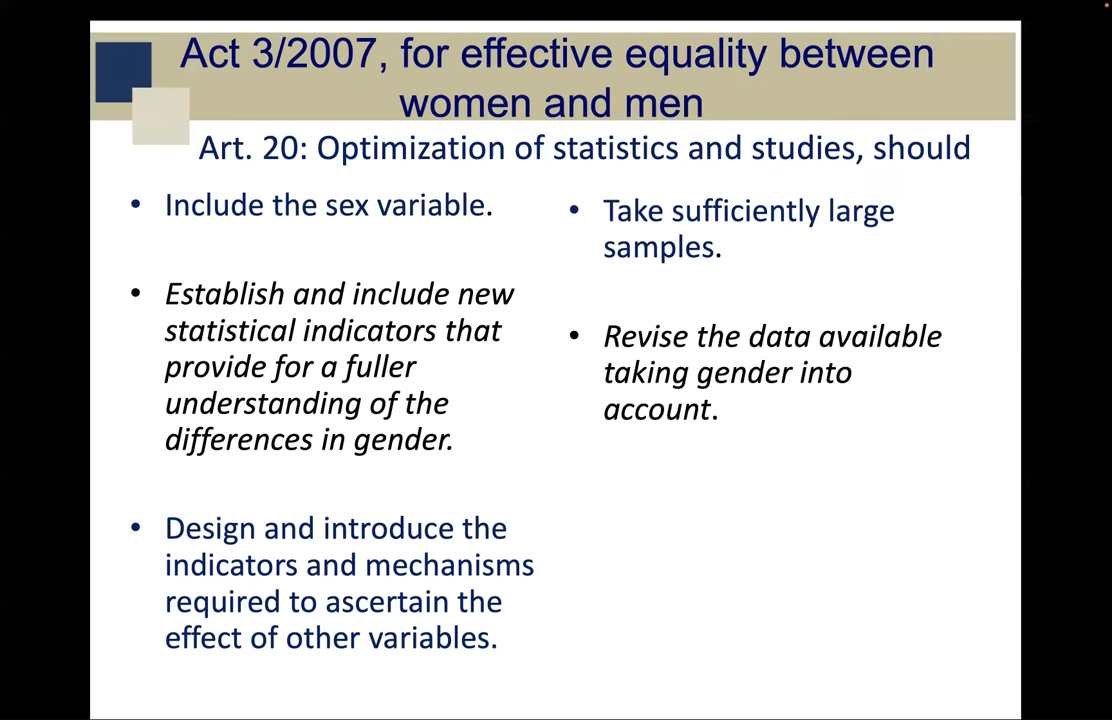 Act 3/2007, for effective equality between
women and men
Art. 20: Optimization of statistics and studies, should
• Include the sex variable.
• Establish and include new
statistical indicators that
provide for a fuller
understanding of the
differences in gender.
• Design and introduce the
indicators and mechanisms
required to ascertain the
effect of other variables.
• Take sufficiently large
samples.
• Revise the data available
taking gender into
account.